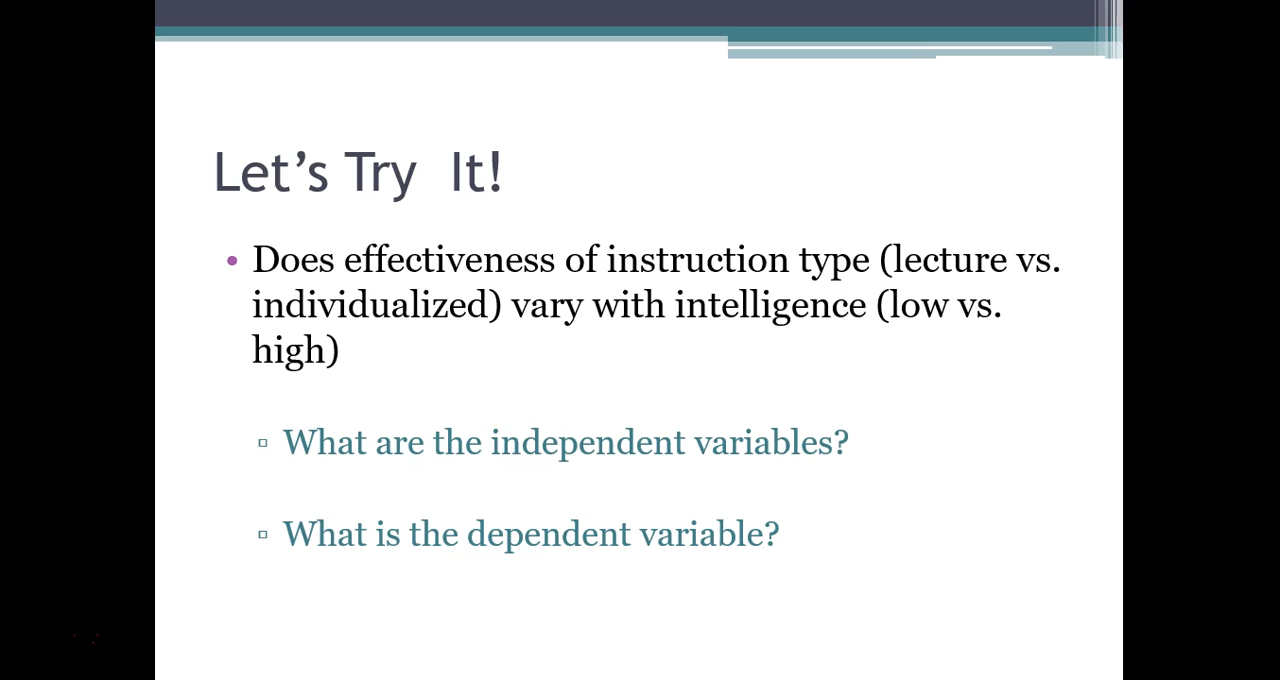 Let’s Try It!
• Does effectiveness of instruction type (lecture vs.
individualized) vary with intelligence (low vs.
high)
▫ What are the independent variables?
▫ What is the dependent variable?